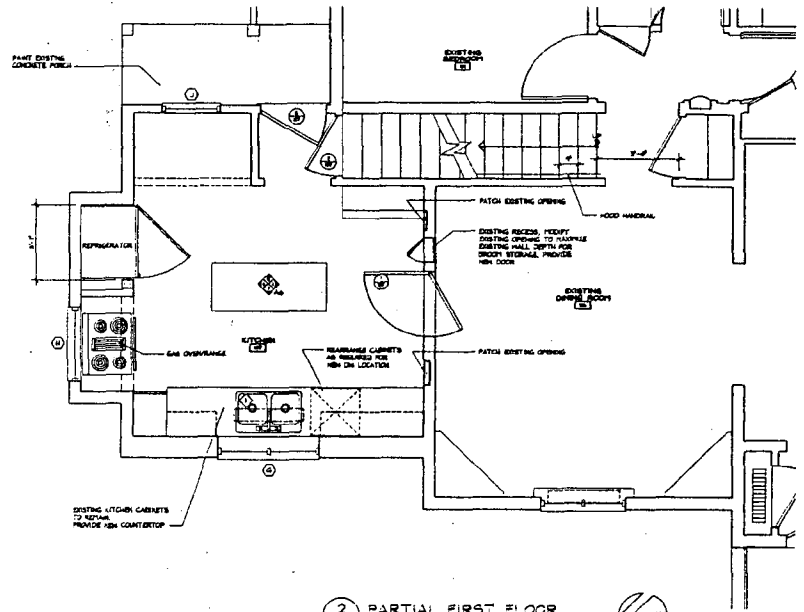 PAINT EXISTING
CONCRETE PORCH
EXISTING
BEDROOM
PATCH EXISTING OPENING
WOOD HANDRAIL
EXISTING RECESS, MODIFY
EXISTING OPENING TO MAXIMIZE
EXISTING WALL DEPTH FOR
BROOM STORAGE, PROVIDE
NEW DOOR
REFRIGERATOR
EXISTING
DINING ROOM
GAS OVEN/RANGE
KITCHEN
REARRANGE CABINETS
AS REQUIRED FOR
NEW DW LOCATION
PATCH EXISTING OPENING
EXISTING KITCHEN CABINETS
TO REMAIN.
PROVIDE NEW COUNTERTOP
2 PARTIAL FIRST FLOOR